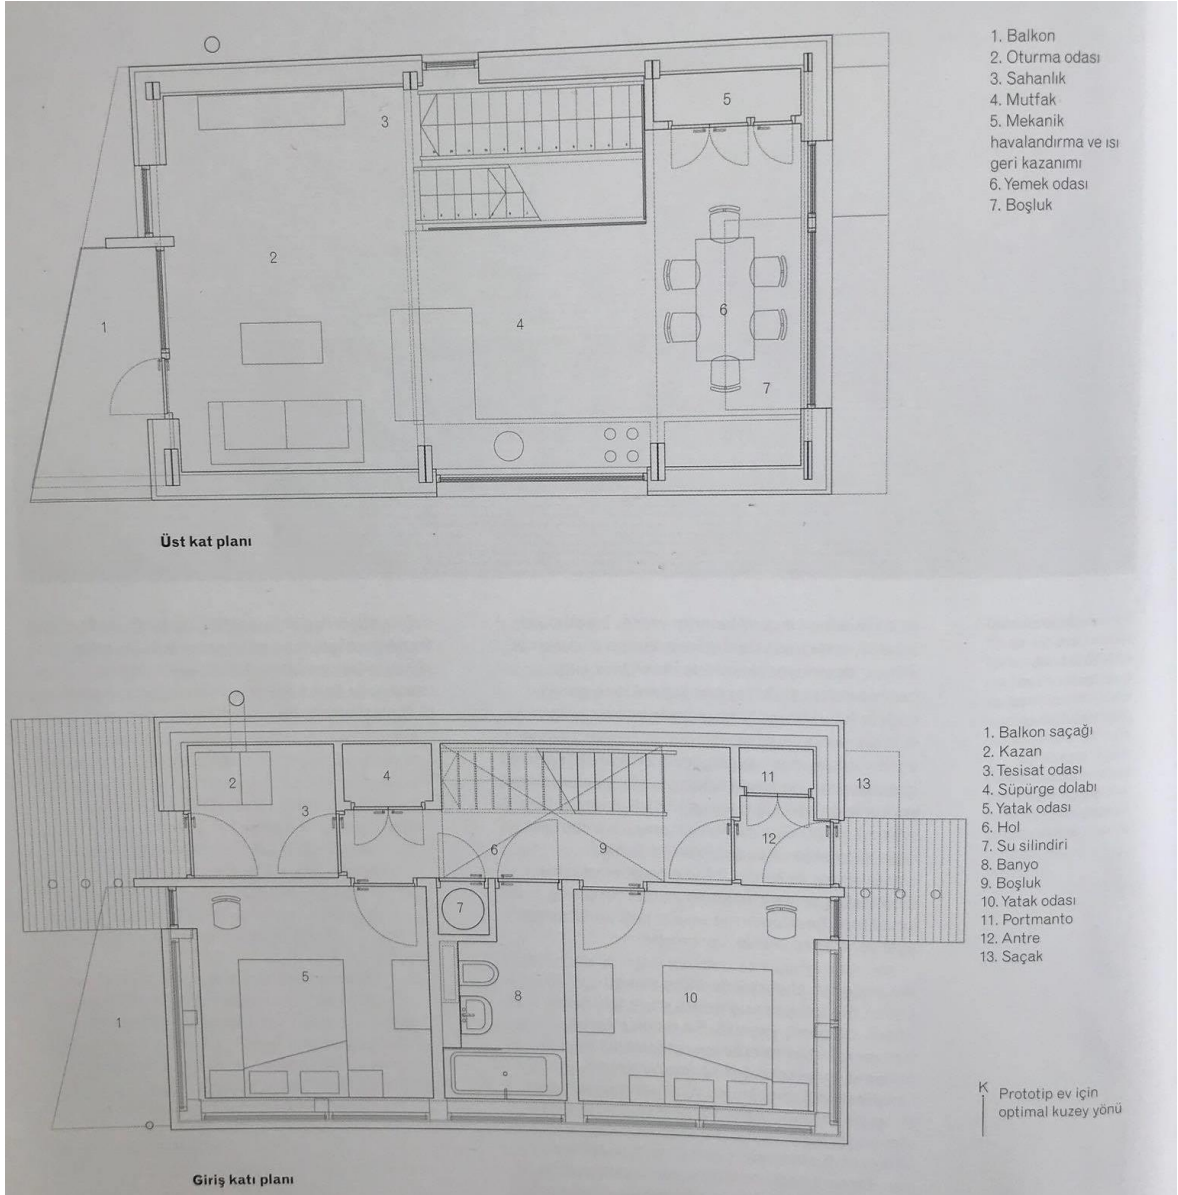 1. Balkon
2. Oturma odası
3. Sahanlık
4. Mutfak
5. Mekanik
havalandırma ve ısı
geri kazanımı
6. Yemek odası
7. Boşluk
5
3
2
1
4
6
7
Üst kat planı
1. Balkon saçağı
2. Kazan
3. Tesisat odası
4. Süpürge dolabı
5. Yatak odası
6. Hol
7. Su silindiri
8. Banyo
9. Boşluk
10. Yatak odası
11. Portmanto
12. Antre
13. Saçak
2
4
11
13
3
12
6
9
7
5
8
10
1
K
Prototip ev için
optimal kuzey yönü
Giriş katı planı